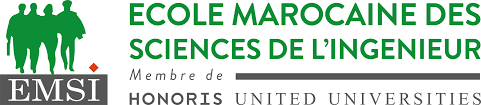 ECOLE MAROCAINE DES
SCIENCES DE L'INGENIEUR
Membre de
HONORIS UNITED UNIVERSITIES
EMSI